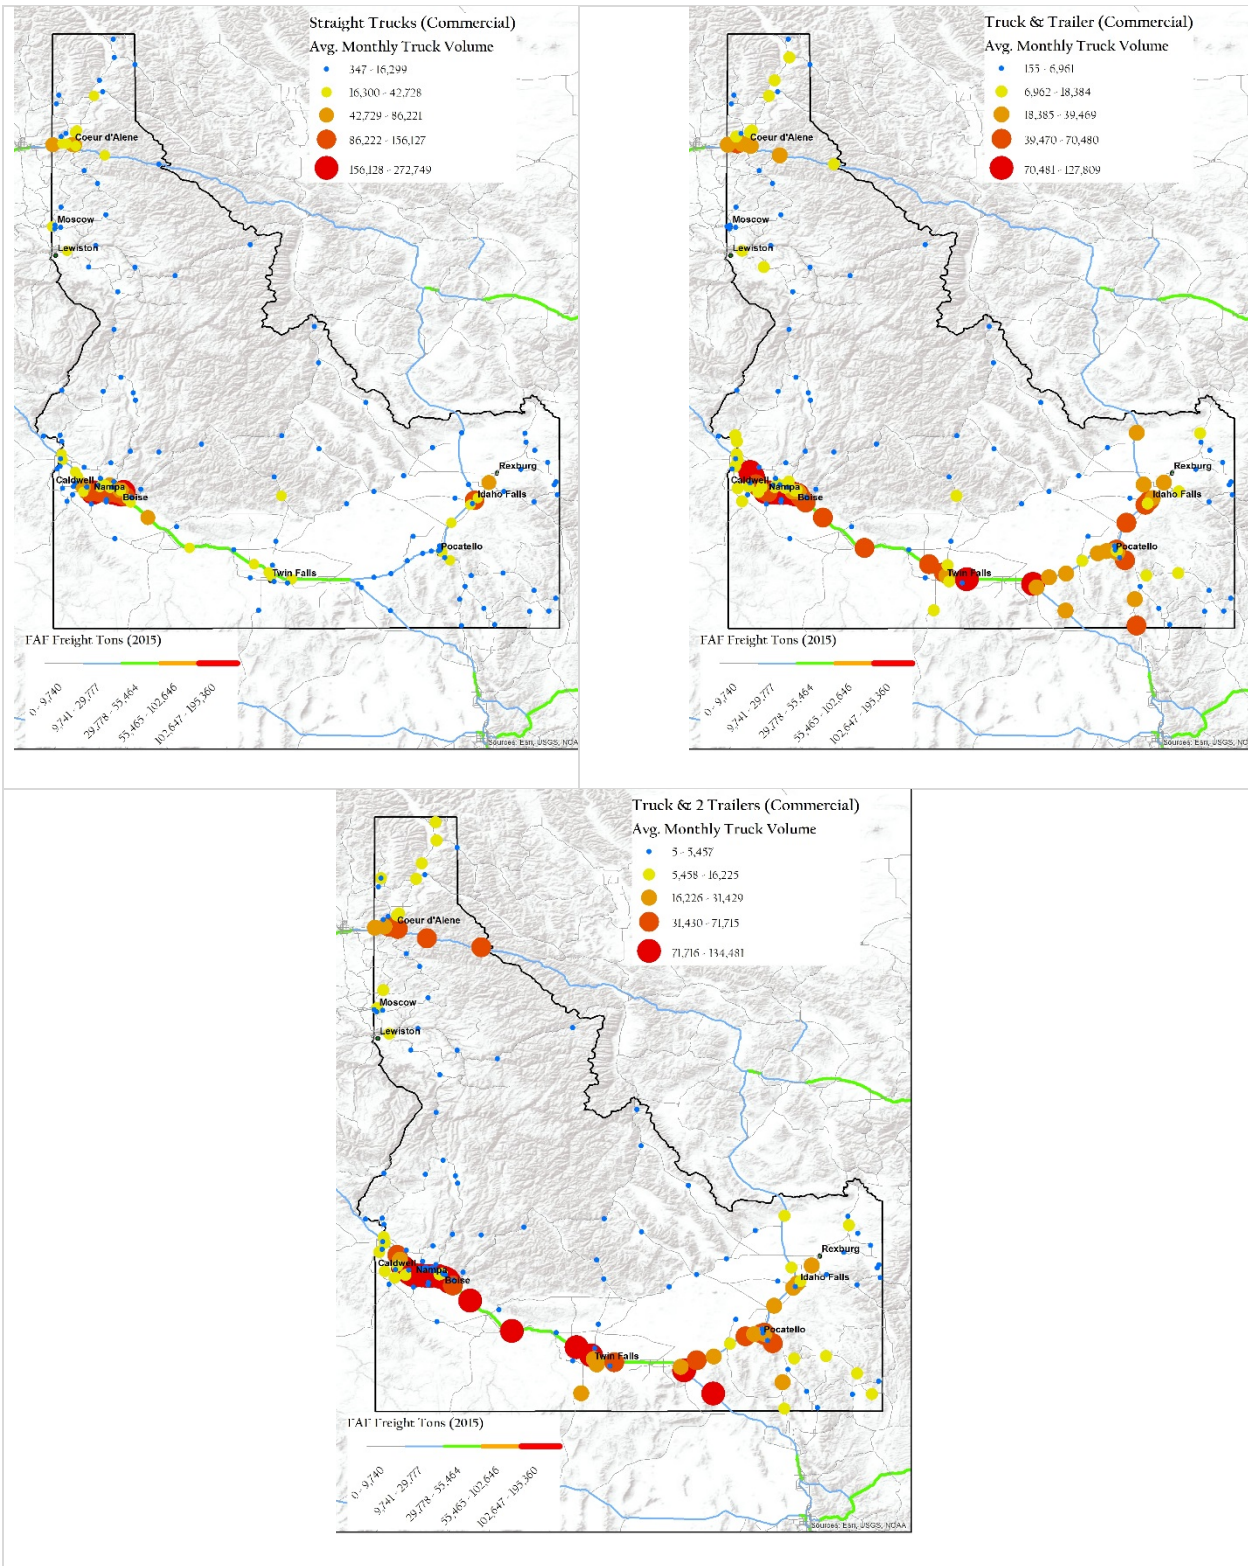 Straight Trucks (Commercial)
Avg. Monthly Truck Volume
347 - 16,299
16,300 - 42,728
42,729 - 86,221
86,222 - 156,127
156,128 - 272,749
Coeur d'Alene
Moscow
Lewiston
Caldwell
Nampa
Boise
Twin Falls
Pocatello
Idaho Falls
Rexburg
FAF Freight Tons (2015)
0 - 9,740
9,741 - 29,777
29,778 - 55,464
55,465 - 102,646
102,647 - 195,360
Sources: Esri, USGS, NOA
Truck & Trailer (Commercial)
Avg. Monthly Truck Volume
155 - 6,961
6,962 - 18,384
18,385 - 39,469
39,470 - 70,480
70,481 - 127,809
Coeur d'Alene
Moscow
Lewiston
Caldwell
Nampa
Boise
Twin Falls
Pocatello
Idaho Falls
Rexburg
FAF Freight Tons (2015)
0 - 9,740
9,741 - 29,777
29,778 - 55,464
55,465 - 102,646
102,647 - 195,360
Sources: Esri, USGS, NO
Truck & 2 Trailers (Commercial)
Avg. Monthly Truck Volume
5 - 5,457
5,458 - 16,225
16,226 - 31,429
31,430 - 71,715
71,716 - 134,481
Coeur d'Alene
Moscow
Lewiston
Caldwell
Nampa
Boise
Twin Falls
Pocatello
Idaho Falls
Rexburg
FAF Freight Tons (2015)
0 - 9,740
9,741 - 29,777
29,778 - 55,464
55,465 - 102,646
102,647 - 195,360
Sources: Esri, USGS, NOAA